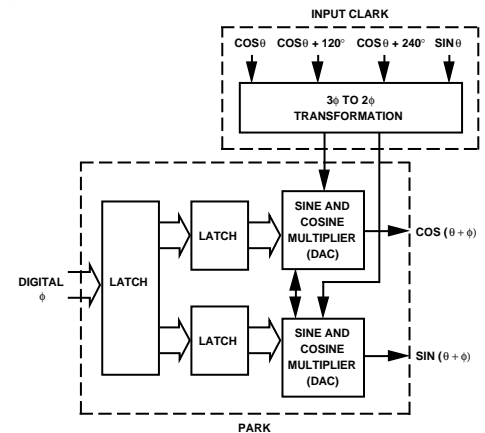 INPUT CLARK
COSθ COSθ + 120° COSθ + 240° SINθ
3ϕ TO 2ϕ
TRANSFORMATION
SINE AND
COSINE
MULTIPLIER
(DAC)
LATCH
COS (θ + ϕ)
DIGITAL
ϕ
LATCH
LATCH
SINE AND
COSINE
MULTIPLIER
(DAC)
SIN (θ + ϕ)
PARK